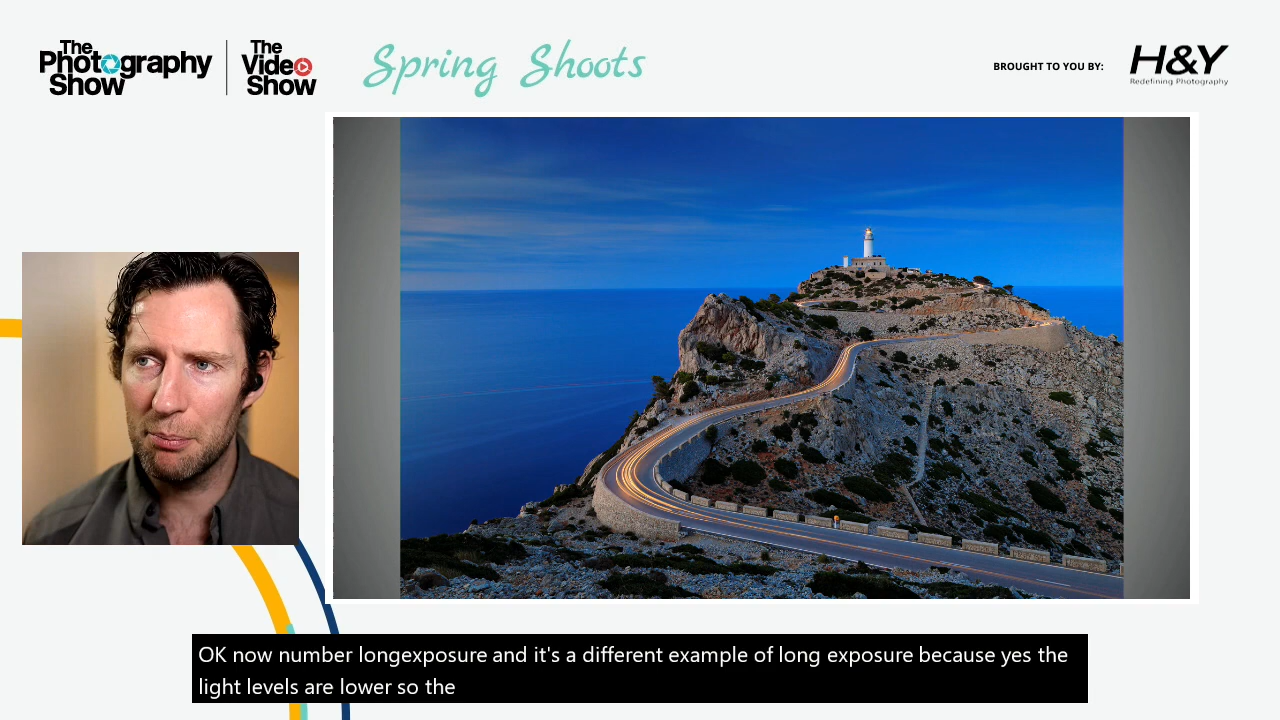 The Photography Show
The Video Show
Spring Shoots
BROUGHT TO YOU BY:
H&Y
Redefining Photography
OK now number longexposure and it's a different example of long exposure because yes the
light levels are lower so the